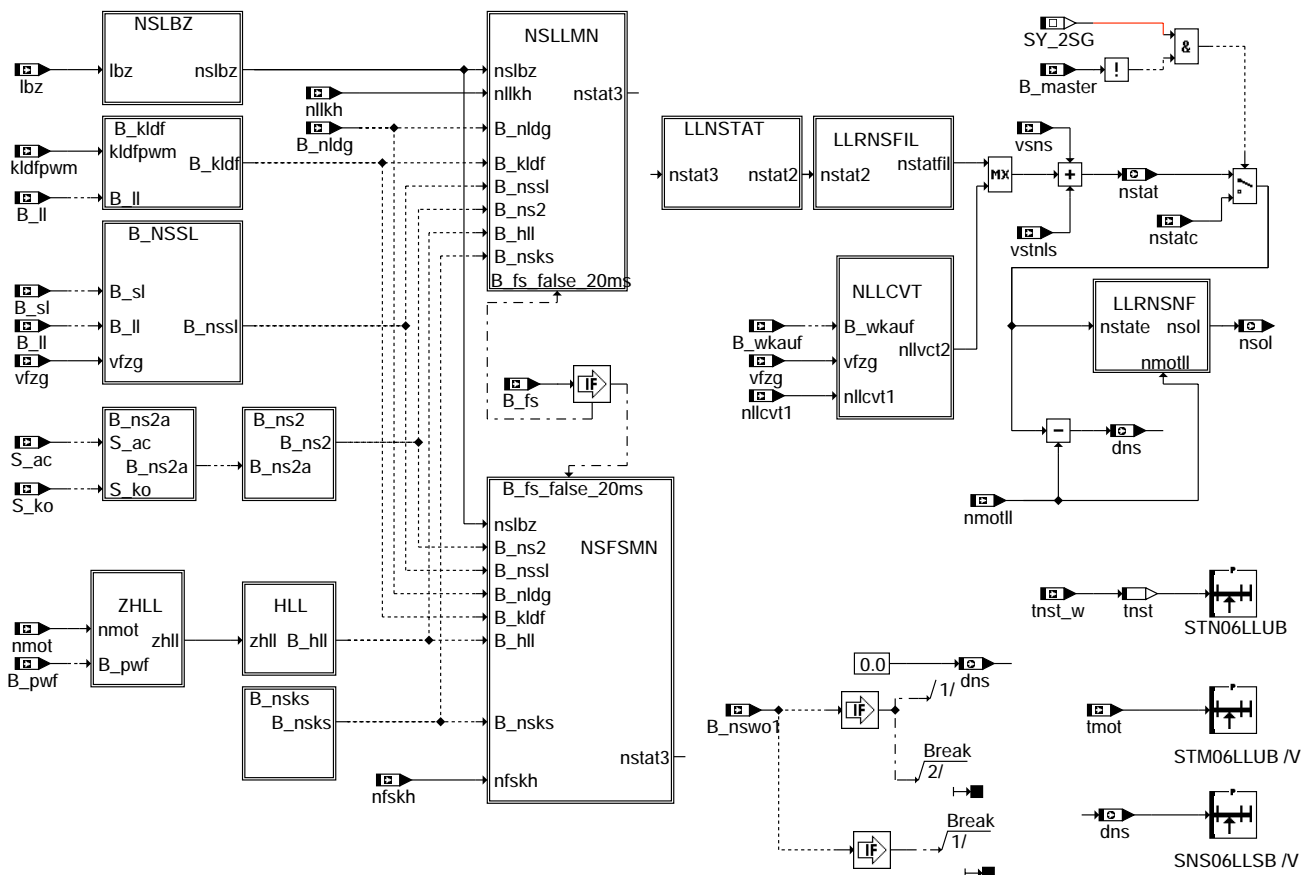 NSLBZ
lbz
nslbz
lbz
B_kldf
kldfpwm
B_kldf
B_ll
kldfpwm
B_ll
B_NSSL
B_sl
B_ll
B_nssl
vfzg
B_sl
B_ll
vfzg
B_ns2a
S_ac
B_ns2a
S_ko
S_ac
S_ko
B_ns2
B_ns2
B_ns2a
ZHLL
nmot
zhll
B_pwf
nmot
B_pwf
HLL
zhll
B_hll
B_nsks
B_nsks
nllkh
B_nldg
NSLLMN
nslbz
nllkh
nstat3
B_nldg
B_kldf
B_nssl
B_ns2
B_hll
B_nsks
B_fs_false_20ms
B_fs
IF
B_fs_false_20ms
nslbz
NSFSMN
B_ns2
B_nssl
B_nldg
B_kldf
B_hll
B_nsks
nstat3
nfskh
nfskh
LLNSTAT
nstat3
nstat2
LLRNSFIL
nstatfil
nstat2
MX
NLLCVT
B_wkauf
nllvct2
vfzg
nllcvt1
B_wkauf
vfzg
nllcvt1
SY_2SG
B_master
!
&
vsns
+
vstnls
nstat
nstatc
LLRNSNF
nstate
nsol
nmotll
nsol
-
dns
nmotll
tnst_w
tnst
P
STN06LLUB
0.0
dns
B_nswo1
IF
1/
Break
2/
IF
Break
1/
tmot
P
STM06LLUB /V
dns
P
SNS06LLSB /V